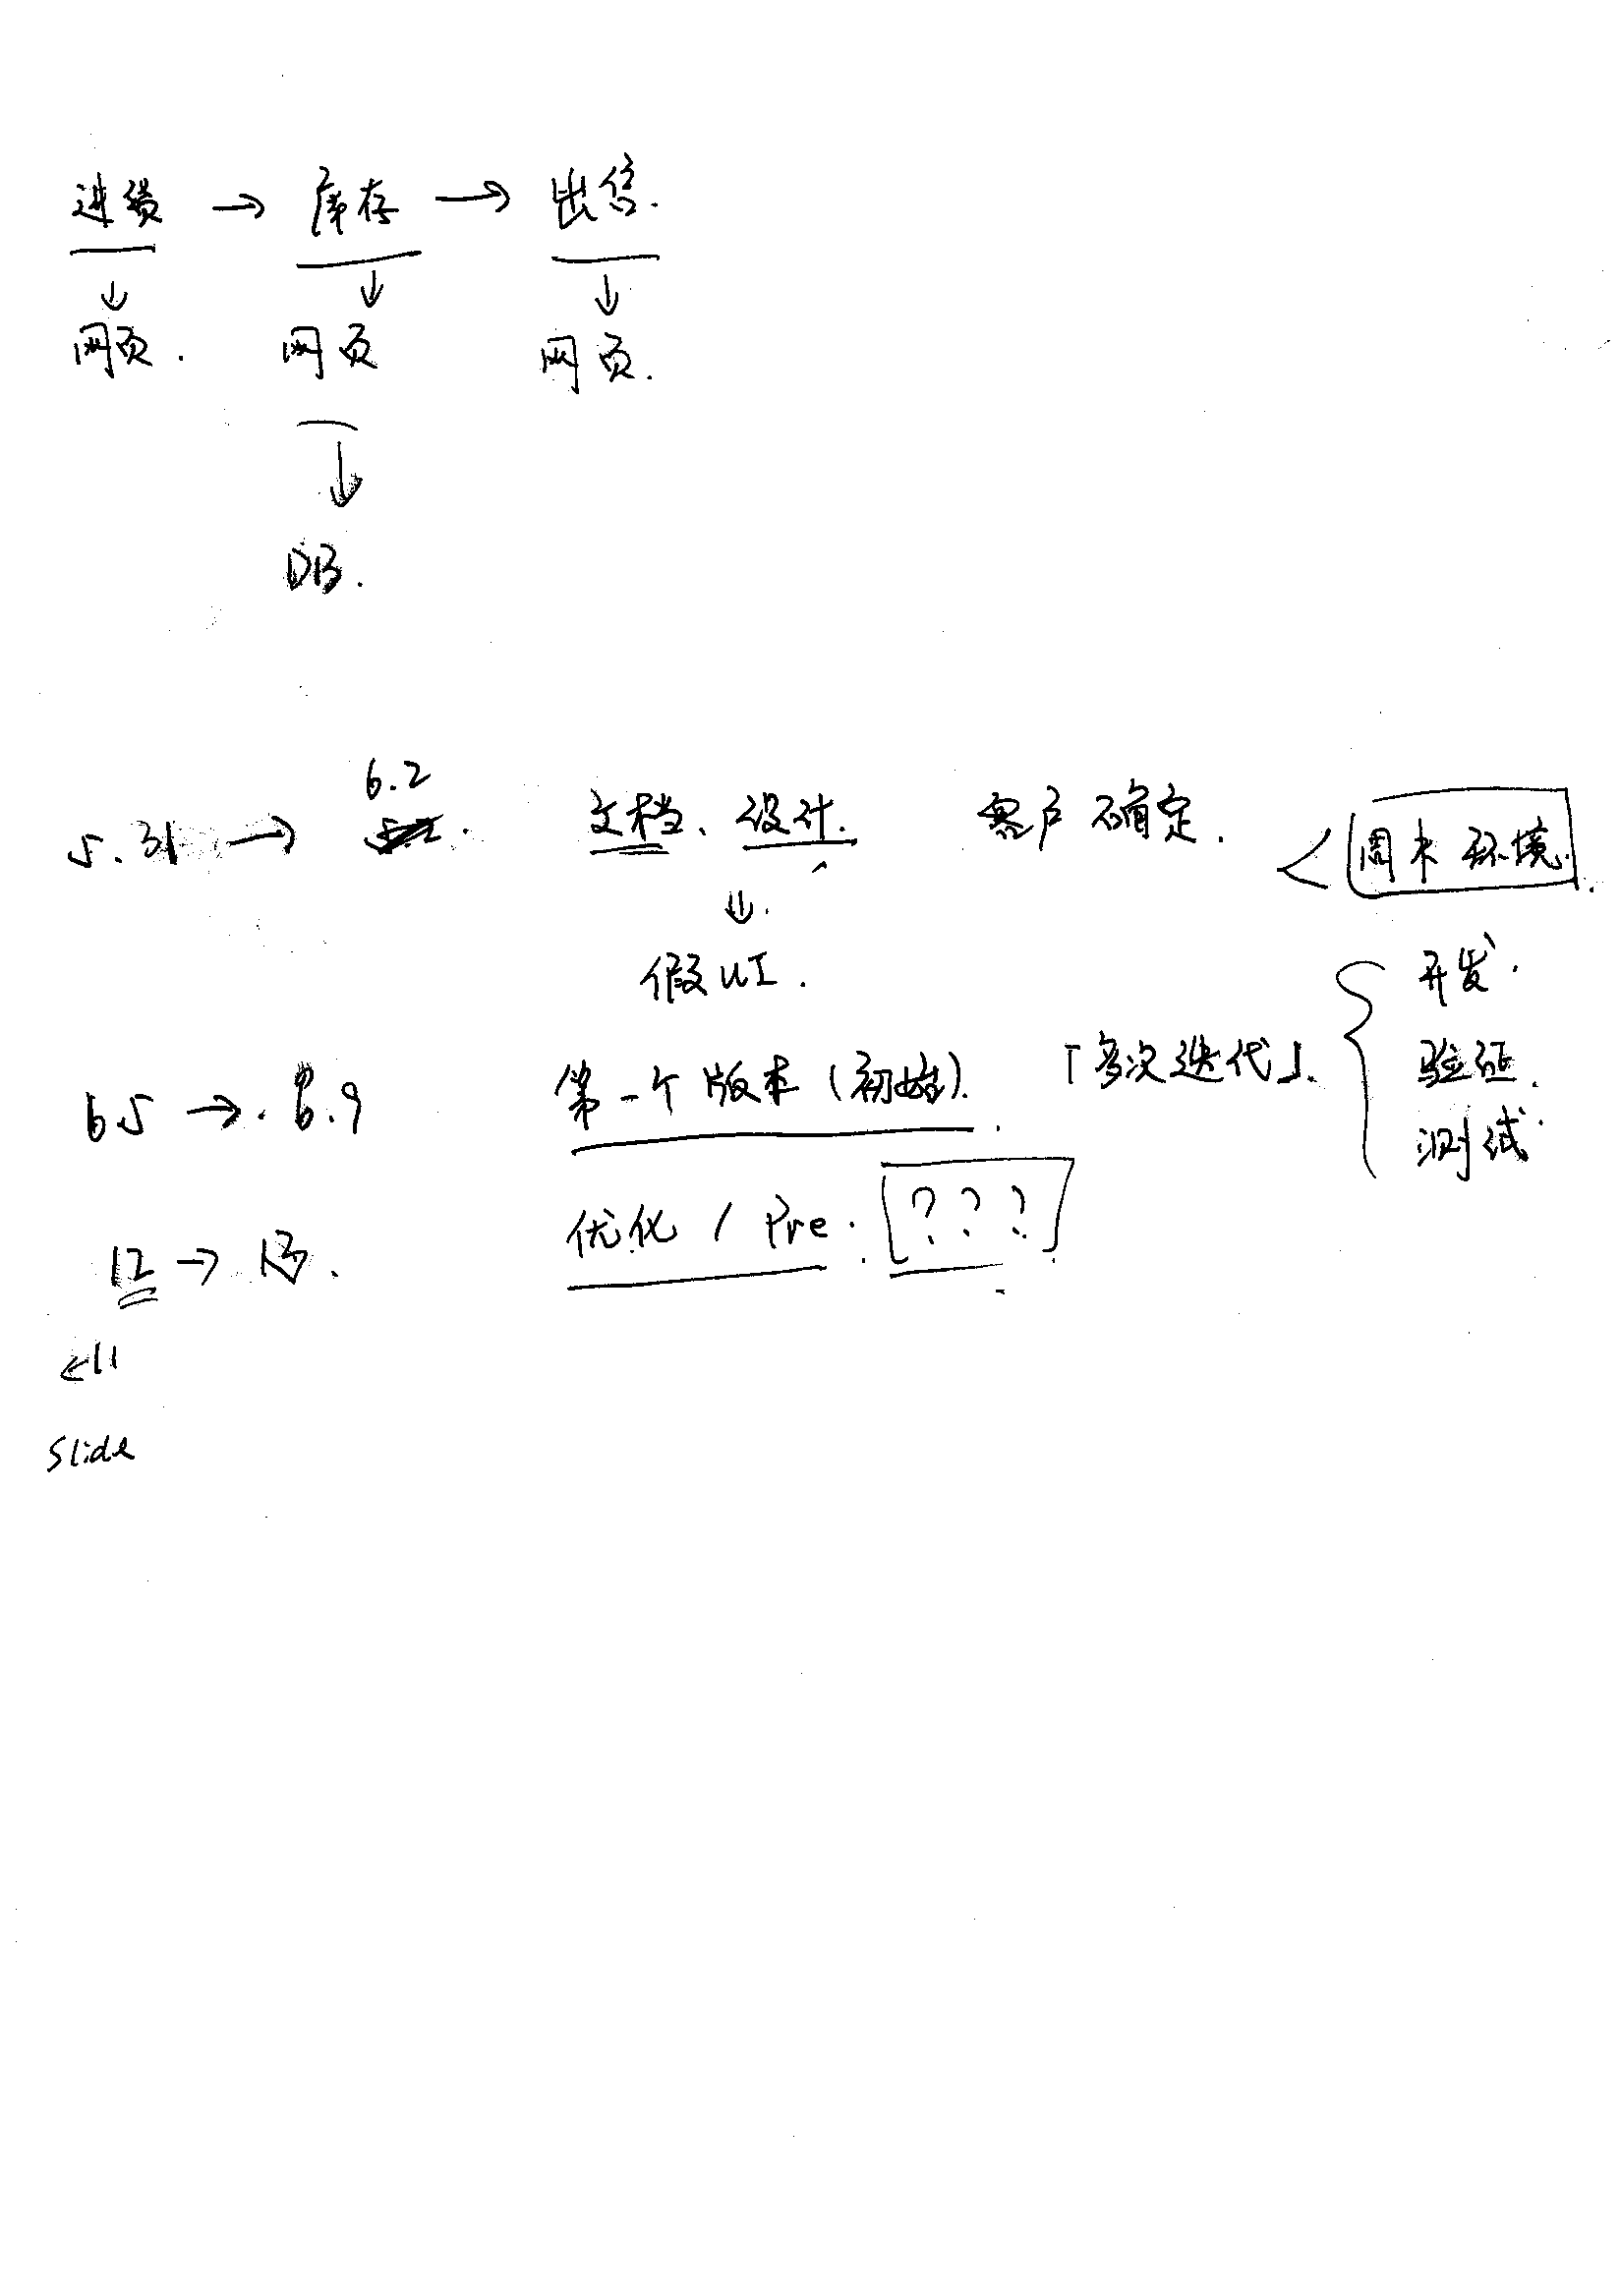 进货 → 库存 → 出售.
↓ ↓ ↓
网页. 网页 网页.
↓
DB.
6.2
5.31 → 文档、设计. 客户确定. < 周末环境.
↓
假UI.
开发.
6.5 → 6.9 第一个版本(初始). 「多次迭代」 { 验证.
测试.
12 → 13. 优化 / Pre. [???]
←11
Slide